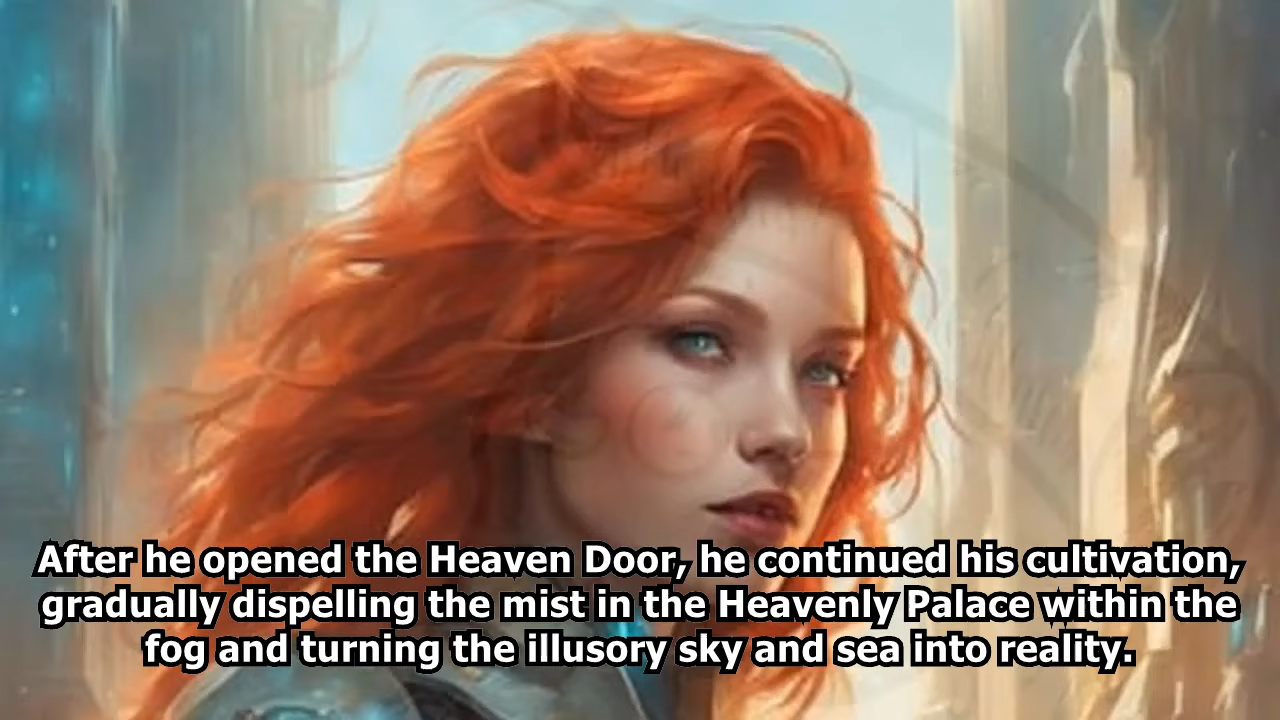 After he opened the Heaven Door, he continued his cultivation,
gradually dispelling the mist in the Heavenly Palace within the
fog and turning the illusory sky and sea into reality.